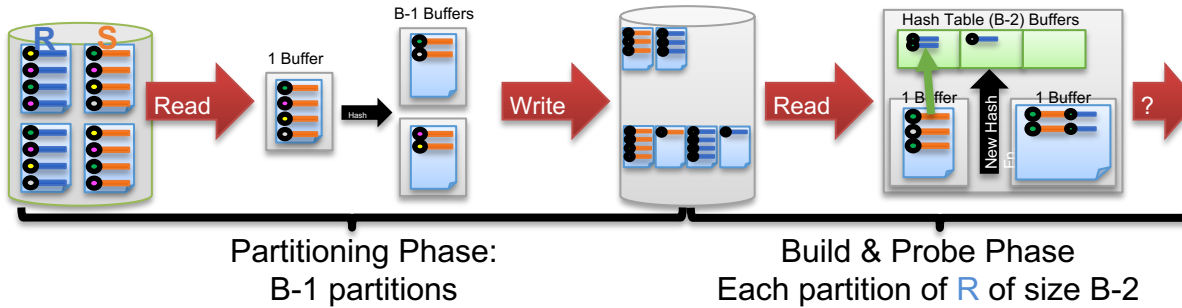 R S
Read
1 Buffer
Hash
B-1 Buffers
Write
Read
Hash Table (B-2) Buffers
1 Buffer
New Hash
1 Buffer
?
Partitioning Phase:
B-1 partitions
Build & Probe Phase
Each partition of R of size B-2